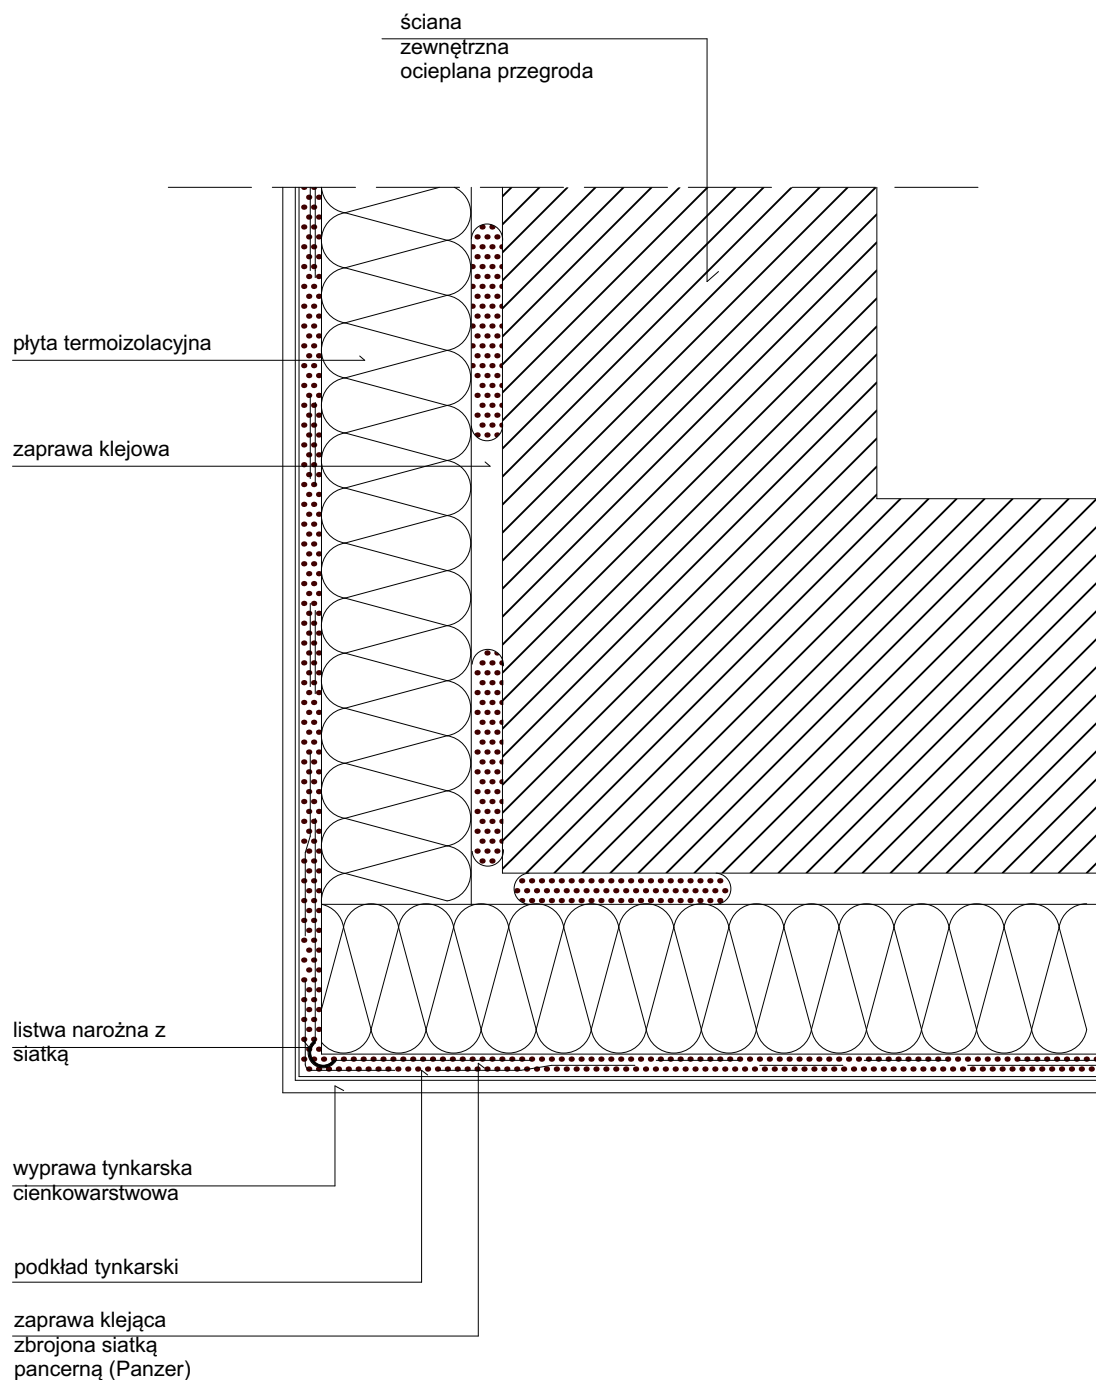 ściana
zewnętrzna
ocieplana przegroda
płyta termoizolacyjna
zaprawa klejowa
listwa narożna z
siatką
wyprawa tynkarska
cienkowarstwowa
podkład tynkarski
zaprawa klejąca
zbrojona siatką
pancerną (Panzer)